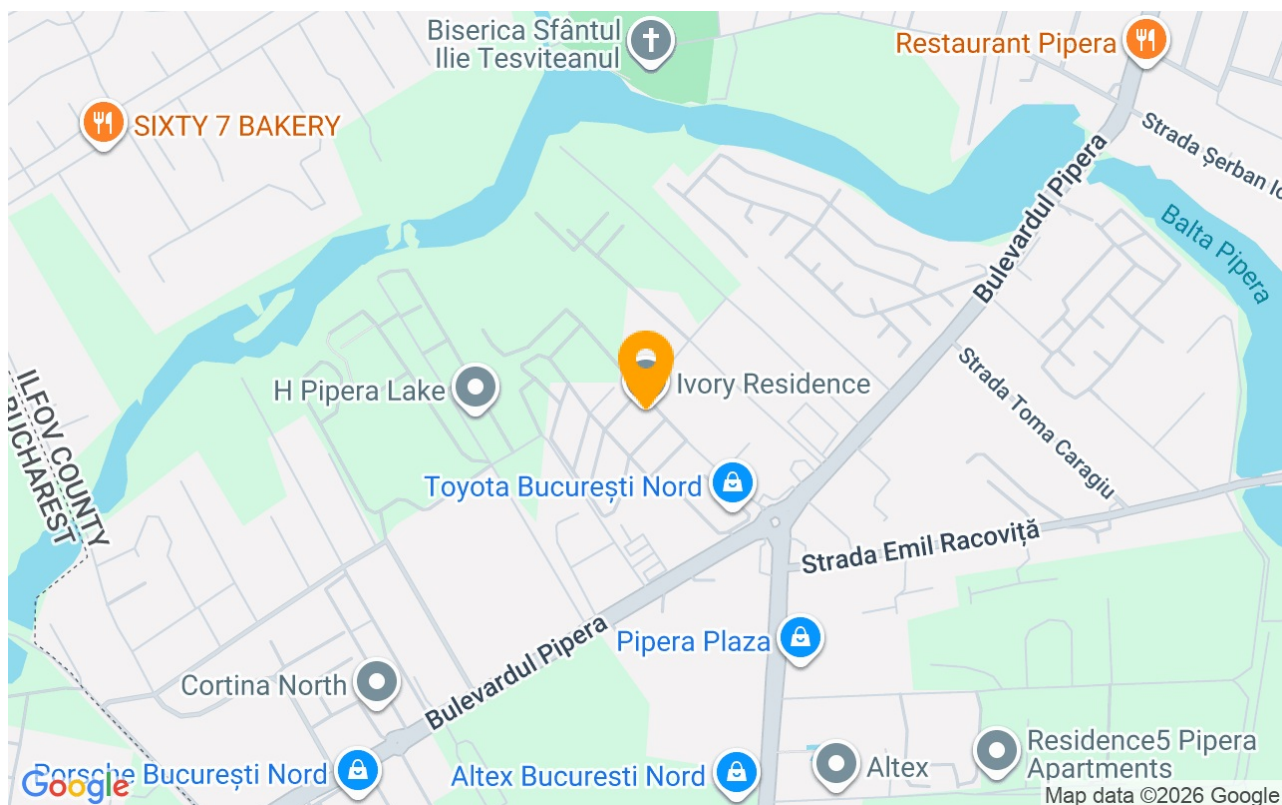 Biserica Sfântul
Ilie Tesviteanul
Restaurant Pipera
SIXTY 7 BAKERY
Strada Șerban Io
Bulevardul Pipera
Balta Pipera
H Pipera Lake
Ivory Residence
Strada Toma Caragiu
ILFOV COUNTY
BUCHAREST
Toyota București Nord
Strada Emil Racoviță
Bulevardul Pipera
Pipera Plaza
Cortina North
Porsche București Nord
Altex Bucuresti Nord
Altex
Residence5 Pipera
Apartments
Google
Map data ©2026 Google